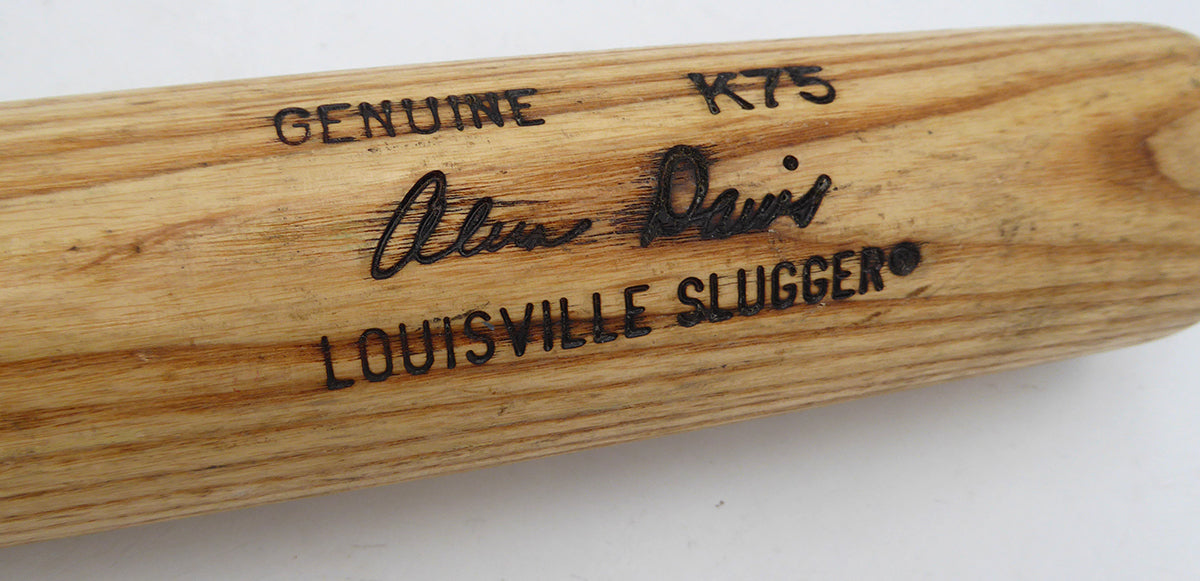 GENUINE K75
Alvin Davis
LOUISVILLE SLUGGER®